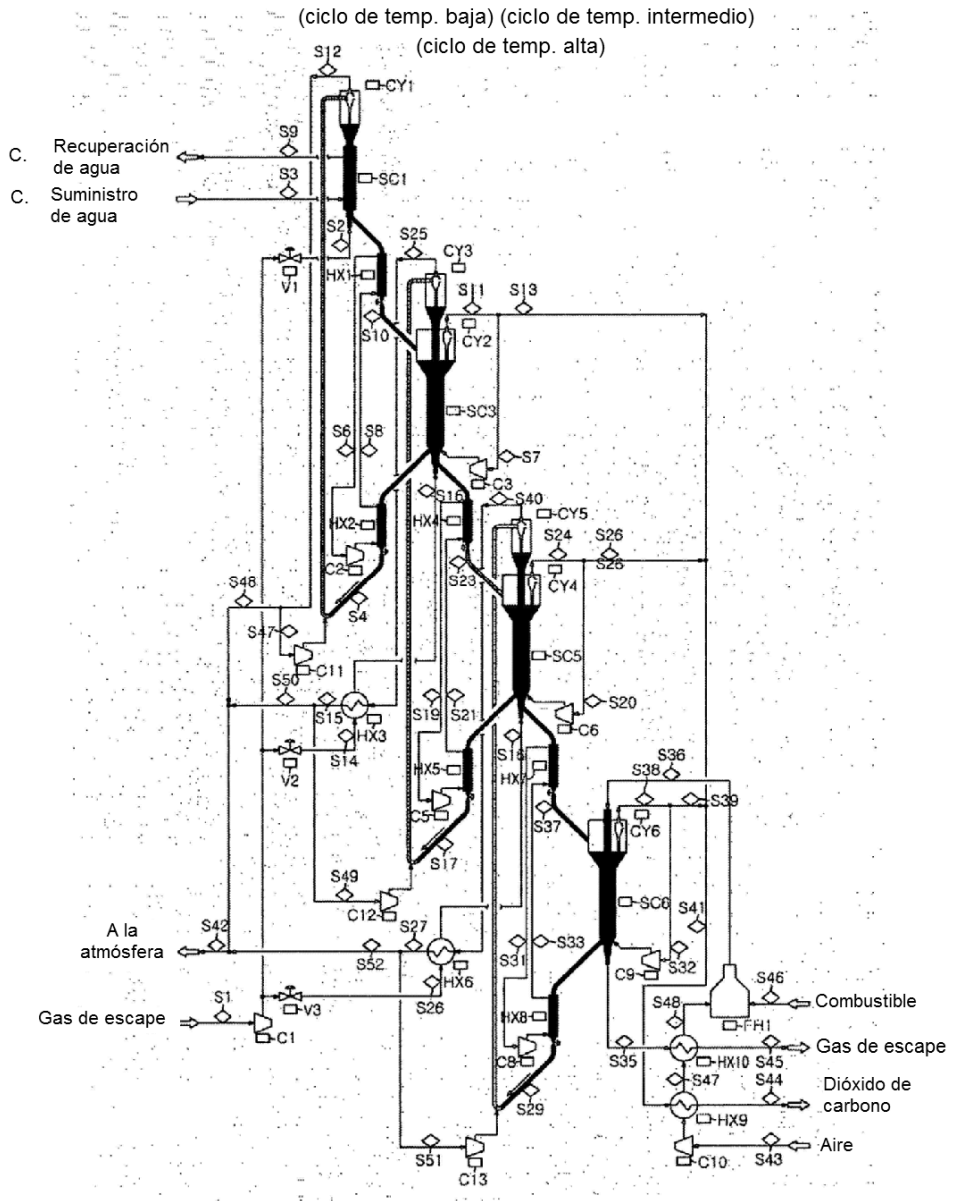 (ciclo de temp. baja) (ciclo de temp. intermedio)
(ciclo de temp. alta)
S12
CY1
S9
C. Recuperación
de agua
SC1
S3
C. Suministro
de agua
S2
S25
CY3
V1
HX1
S11
S13
S10
CY2
SC3
S6
S8
S7
C3
S16
S40
HX2
HX4
CY5
S24
S26
S25
C2
S23
CY4
S48
S4
S47
C11
SC5
S50
S15
S19
S21
S20
HX3
C6
S14
S16
S36
V2
HX5
HX7
S38
S39
C5
S37
CY6
S17
S49
C12
SC6
S41
A la
atmósfera
S42
S27
S52
S31
S33
S32
C9
HX6
S46
S1
S26
S48
Combustible
Gas de escape
V3
C1
HX8
FH1
C8
S35
HX10
S45
Gas de escape
S47
S44
Dióxido de
carbono
S29
HX9
S51
C13
C10
S43
Aire